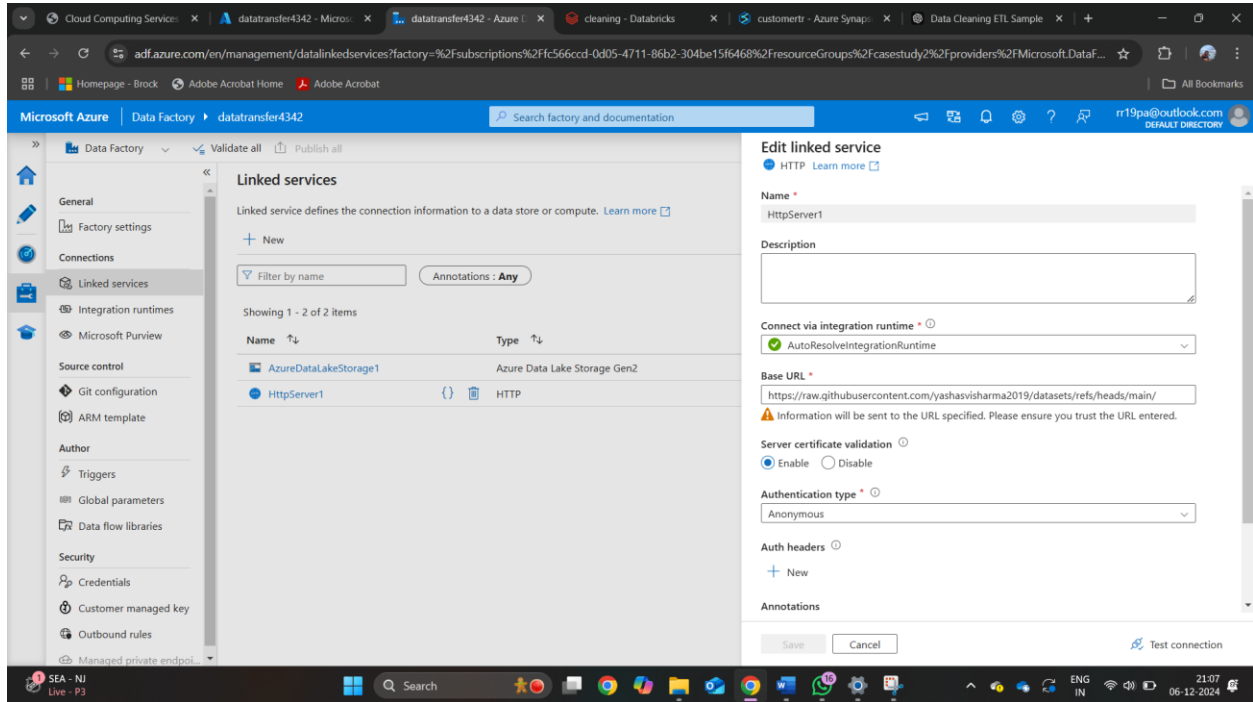 Cloud Computing Services
datatransfer4342 - Microsc
datatransfer4342 - Azure D
cleaning - Databricks
customertr - Azure Synaps
Data Cleaning ETL Sample
adf.azure.com/en/management/datalinkedservices?factory=%2Fsubscriptions%2Ffc566ccd-0d05-4711-86b2-304be15f6468%2FresourceGroups%2Fcasestudy2%2Fproviders%2FMicrosoft.DataF...
Homepage - Brock
Adobe Acrobat Home
Adobe Acrobat
All Bookmarks
Microsoft Azure
Data Factory
datatransfer4342
Search factory and documentation
rr19pa@outlook.com
DEFAULT DIRECTORY
Data Factory
Validate all
Publish all
General
Factory settings
Connections
Linked services
Integration runtimes
Microsoft Purview
Source control
Git configuration
ARM template
Author
Triggers
Global parameters
Data flow libraries
Security
Credentials
Customer managed key
Outbound rules
Managed private endpoi...
Linked services
Linked service defines the connection information to a data store or compute. Learn more
+ New
Filter by name
Annotations : Any
Showing 1 - 2 of 2 items
Name
Type
AzureDataLakeStorage1
Azure Data Lake Storage Gen2
HttpServer1
{}
HTTP
Edit linked service
HTTP Learn more
Name *
HttpServer1
Description
Connect via integration runtime *
AutoResolveIntegrationRuntime
Base URL *
https://raw.githubusercontent.com/yashasvisharma2019/datasets/refs/heads/main/
Information will be sent to the URL specified. Please ensure you trust the URL entered.
Server certificate validation
Enable
Disable
Authentication type *
Anonymous
Auth headers
+ New
Annotations
Save
Cancel
Test connection
1
SEA - NJ
Live - P3
Search
16
ENG
IN
21:07
06-12-2024